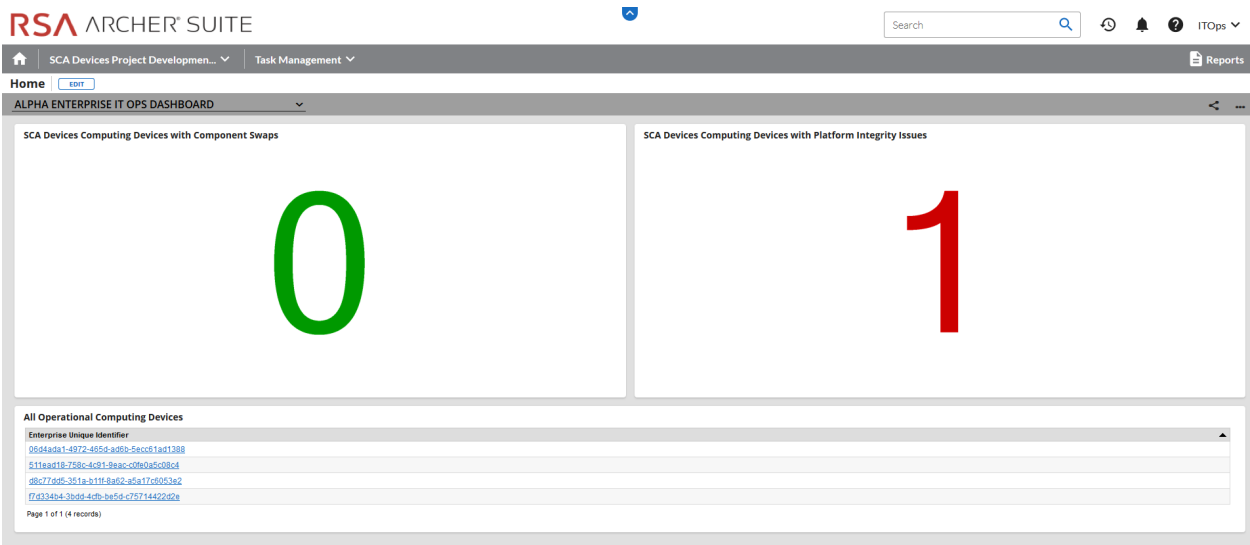 RSA ARCHER® SUITE
Search
ITOps
SCA Devices Project Developmen...
Task Management
Reports
Home
EDIT
ALPHA ENTERPRISE IT OPS DASHBOARD
SCA Devices Computing Devices with Component Swaps
SCA Devices Computing Devices with Platform Integrity Issues
0
1
All Operational Computing Devices
Enterprise Unique Identifier
06d4ada1-4972-465d-ad6b-5ecc61ad1388
511ead18-758c-4c91-9eac-c0fe0a5c08c4
d8c77dd5-351a-b11f-8a62-a5a17c6053e2
f7d334b4-3bdd-4cfb-be5d-c75714422d2e
Page 1 of 1 (4 records)